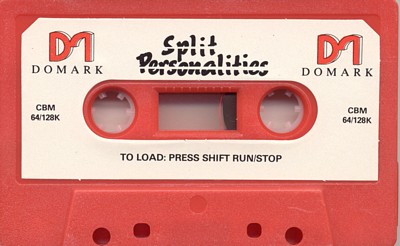 Split
Personalities
DOMARK
DOMARK
CBM
64/128K
CBM
64/128K
TO LOAD: PRESS SHIFT RUN/STOP